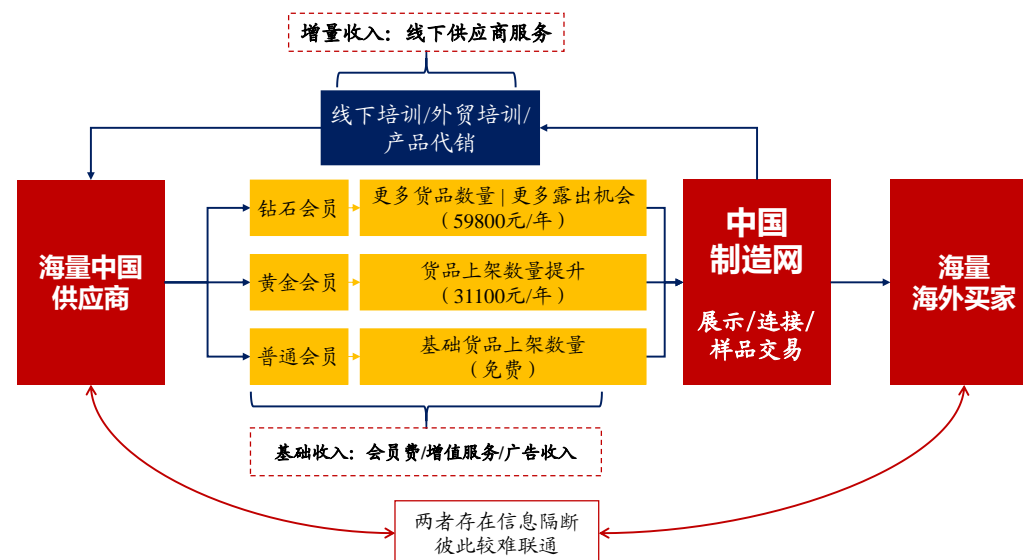 增量收入：线下供应商服务
线下培训/外贸培训/
产品代销
海量中国
供应商
钻石会员
更多货品数量 | 更多露出机会
（59800元/年）
黄金会员
货品上架数量提升
（31100元/年）
普通会员
基础货品上架数量
（免费）
中国
制造网
展示/连接/
样品交易
海量
海外买家
基础收入：会员费/增值服务/广告收入
两者存在信息隔断
彼此较难联通